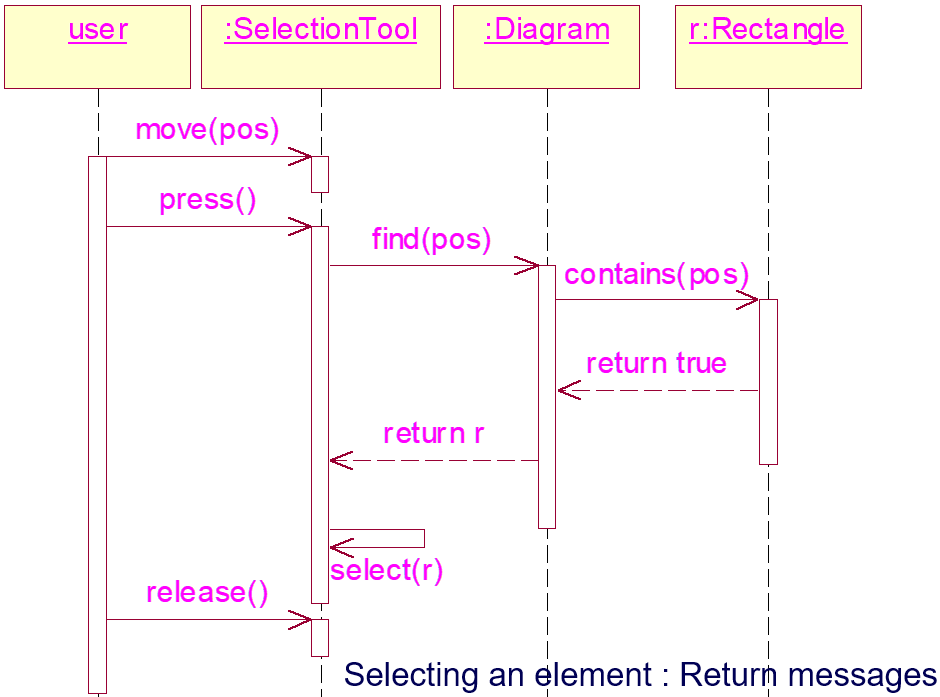 user
:SelectionTool
:Diagram
r:Rectangle
move(pos)
press()
find(pos)
contains(pos)
return true
return r
select(r)
release()
Selecting an element : Return messages